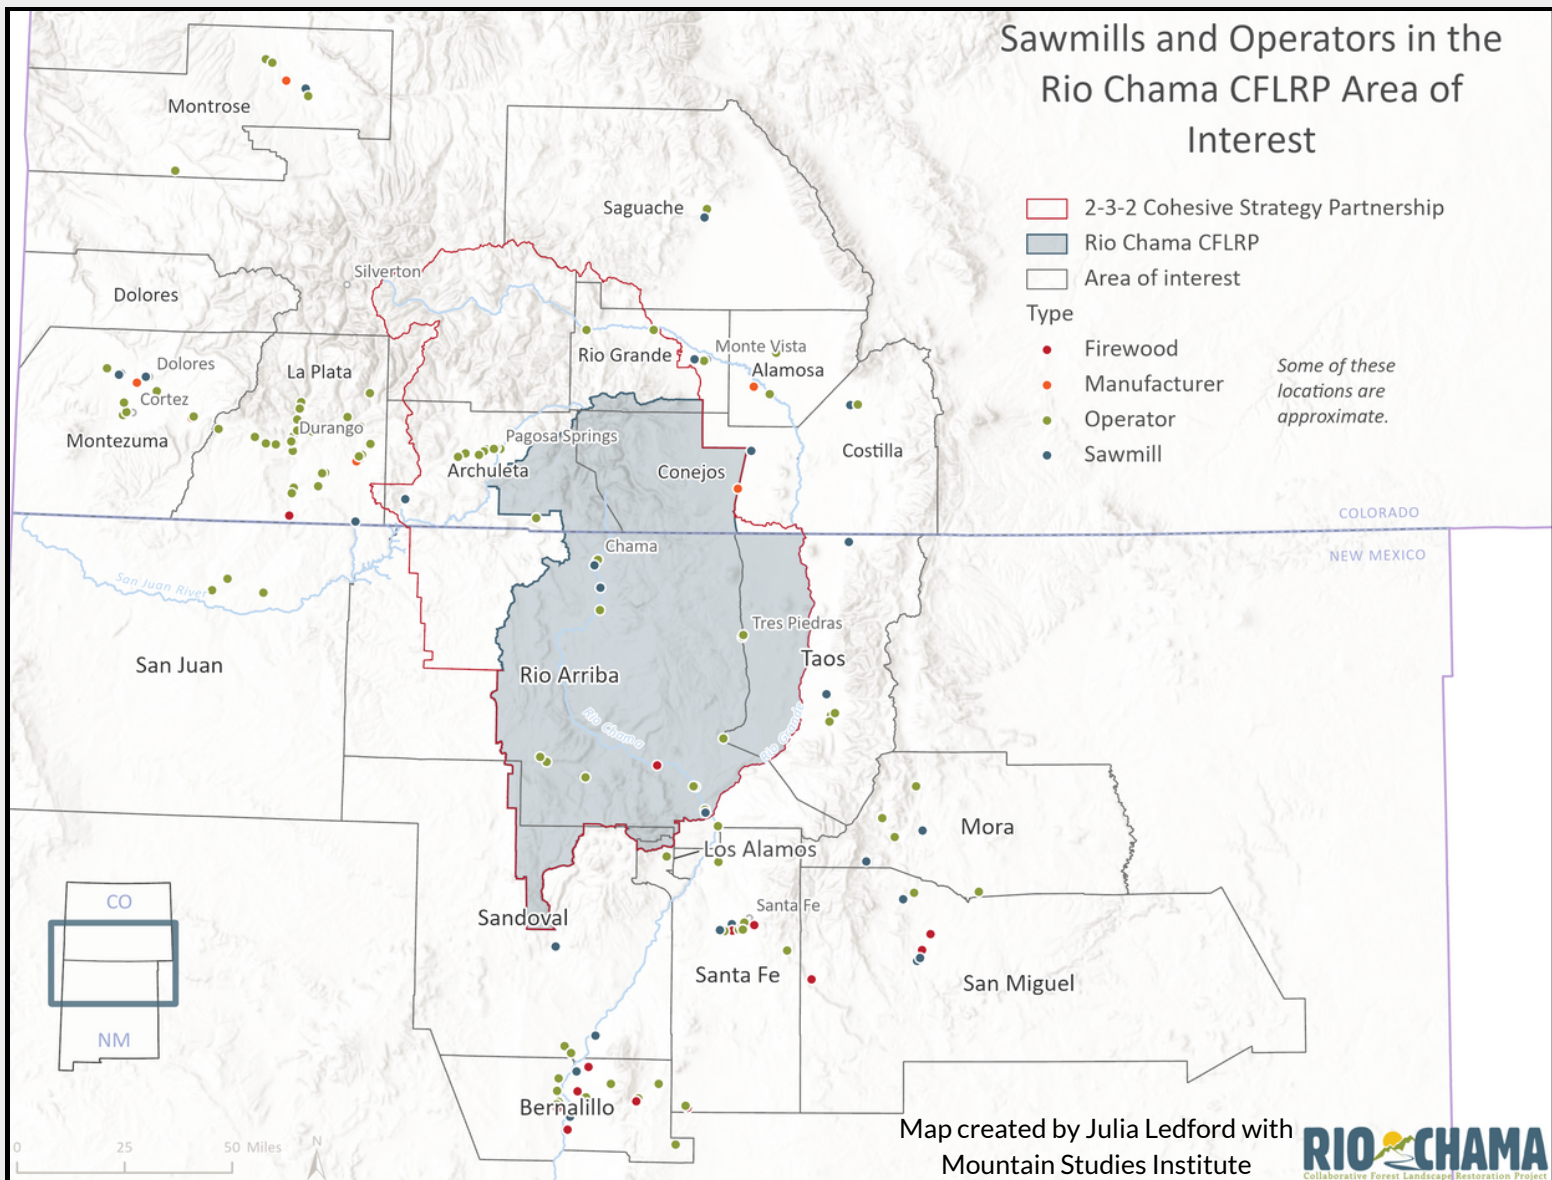 Sawmills and Operators in the
Rio Chama CFLRP Area of
Interest
2-3-2 Cohesive Strategy Partnership
Rio Chama CFLRP
Area of interest
Type
Firewood
Manufacturer
Operator
Sawmill
Some of these
locations are
approximate.
Montrose
Saguache
Silverton
Dolores
Rio Grande
Monte Vista
Alamosa
Dolores
La Plata
Cortez
Montezuma
Durango
Pagosa Springs
Archuleta
Conejos
Costilla
COLORADO
NEW MEXICO
Chama
San Juan River
Tres Piedras
Taos
San Juan
Rio Arriba
Rio Chama
Rio Grande
Mora
Los Alamos
Santa Fe
Sandoval
Santa Fe
San Miguel
CO
NM
Bernalillo
0 25 50 Miles
N
Map created by Julia Ledford with
Mountain Studies Institute
RIO CHAMA
Collaborative Forest Landscape Restoration Project